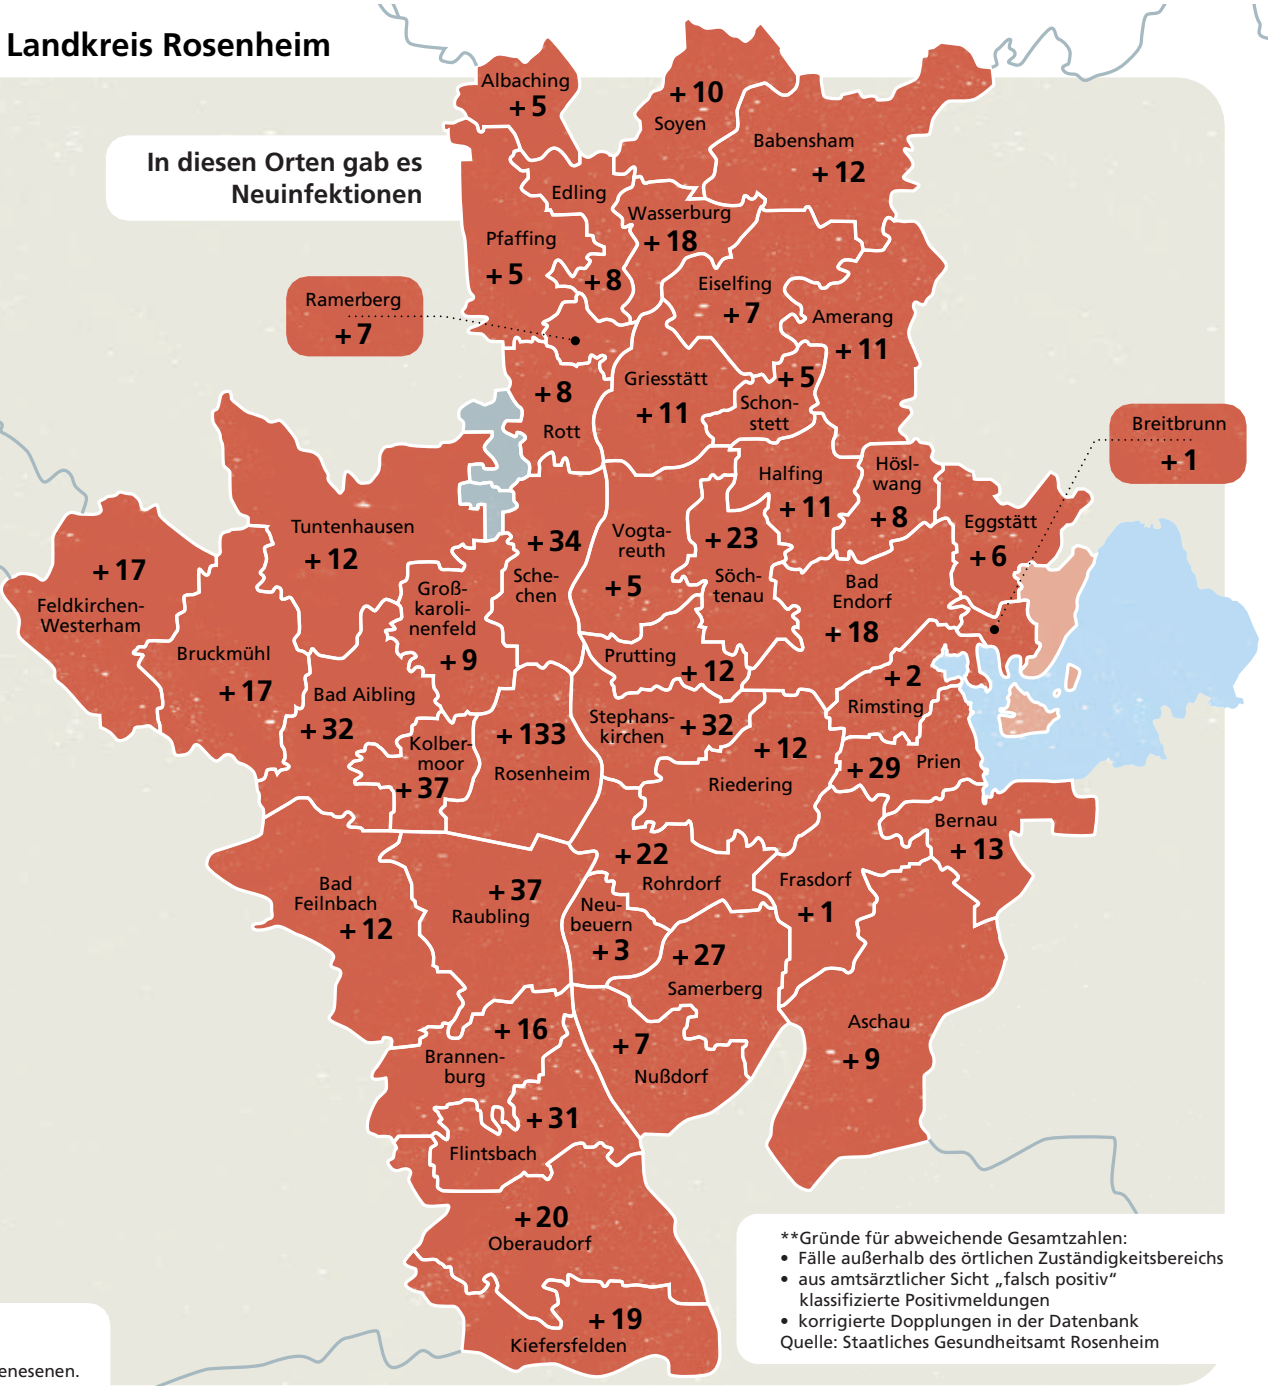 Landkreis Rosenheim
In diesen Orten gab es
Neuinfektionen
Albaching
+ 5
+ 10
Soyen
Babensham
+ 12
Edling
+ 8
Wasserburg
+ 18
Pfaffing
+ 5
Eiselfing
+ 7
Ramerberg
+ 7
Amerang
+ 11
+ 8
Rott
Griesstätt
+ 11
+ 5
Schon-
stett
Breitbrunn
+ 1
Halfing
+ 11
Hösl-
wang
+ 8
Eggstätt
+ 6
Tuntenhausen
+ 12
+ 34
Sche-
chen
Vogta-
reuth
+ 5
+ 23
Söch-
tenau
Bad
Endorf
+ 18
+ 17
Feldkirchen-
Westerham
Groß-
karoli-
nenfeld
+ 9
Bruckmühl
+ 17
Prutting
+ 12
+ 2
Rimsting
Bad Aibling
+ 32
Kolber-
moor
+ 37
+ 133
Rosenheim
Stephans-
kirchen
+ 32
+ 12
Riedering
+ 29
Prien
Bernau
+ 13
+ 22
Rohrdorf
Frasdorf
+ 1
Bad
Feilnbach
+ 12
+ 37
Raubling
Neu-
beuern
+ 3
+ 27
Samerberg
Aschau
+ 9
+ 16
Brannen-
burg
+ 7
Nußdorf
+ 31
Flintsbach
+ 20
Oberaudorf
+ 19
Kiefersfelden
**Gründe für abweichende Gesamtzahlen:
• Fälle außerhalb des örtlichen Zuständigkeitsbereichs
• aus amtsärztlicher Sicht „falsch positiv“
klassifizierte Positivmeldungen
• korrigierte Dopplungen in der Datenbank
Quelle: Staatliches Gesundheitsamt Rosenheim
enesenen.